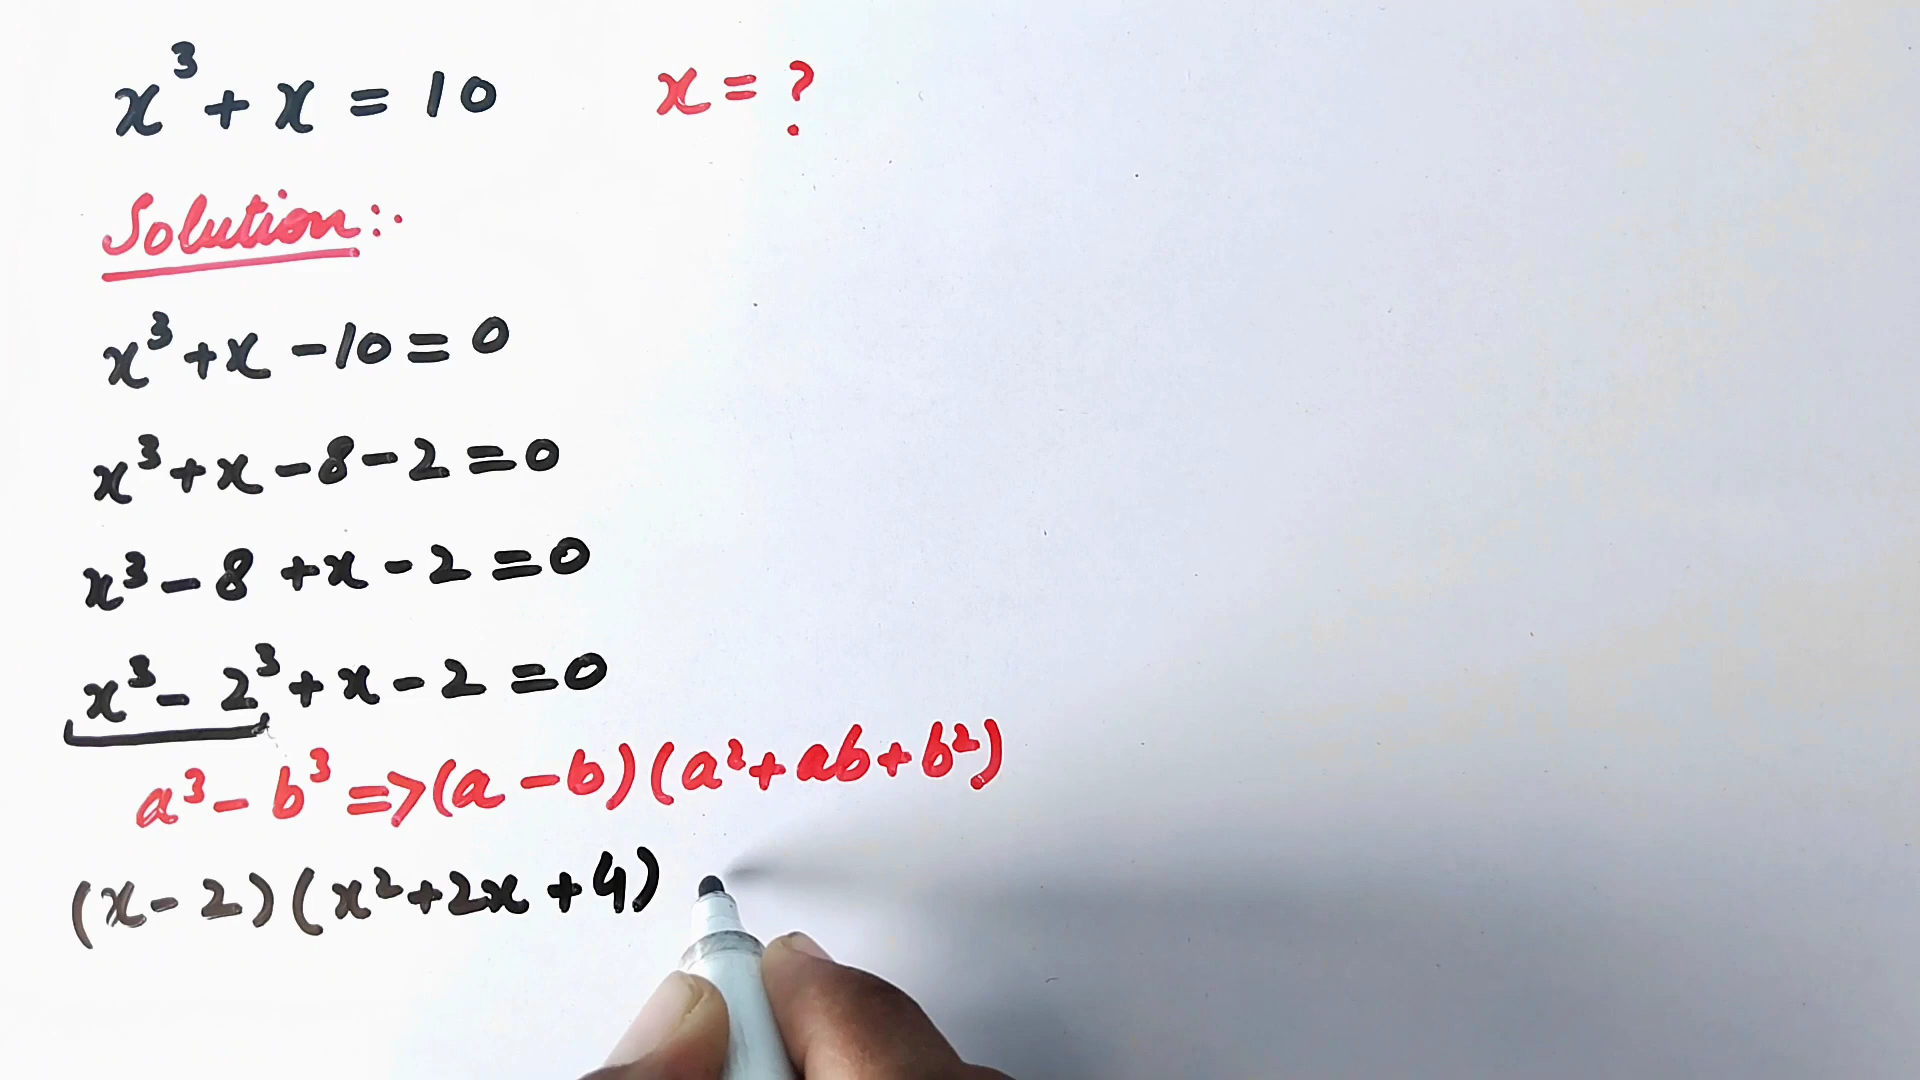 x³ + x = 10 x = ?
Solution:.
x³ + x - 10 = 0
x³ + x - 8 - 2 = 0
x³ - 8 + x - 2 = 0
x³ - 2³ + x - 2 = 0
a³ - b³ => (a - b) (a² + ab + b²)
(x - 2) (x² + 2x + 4)